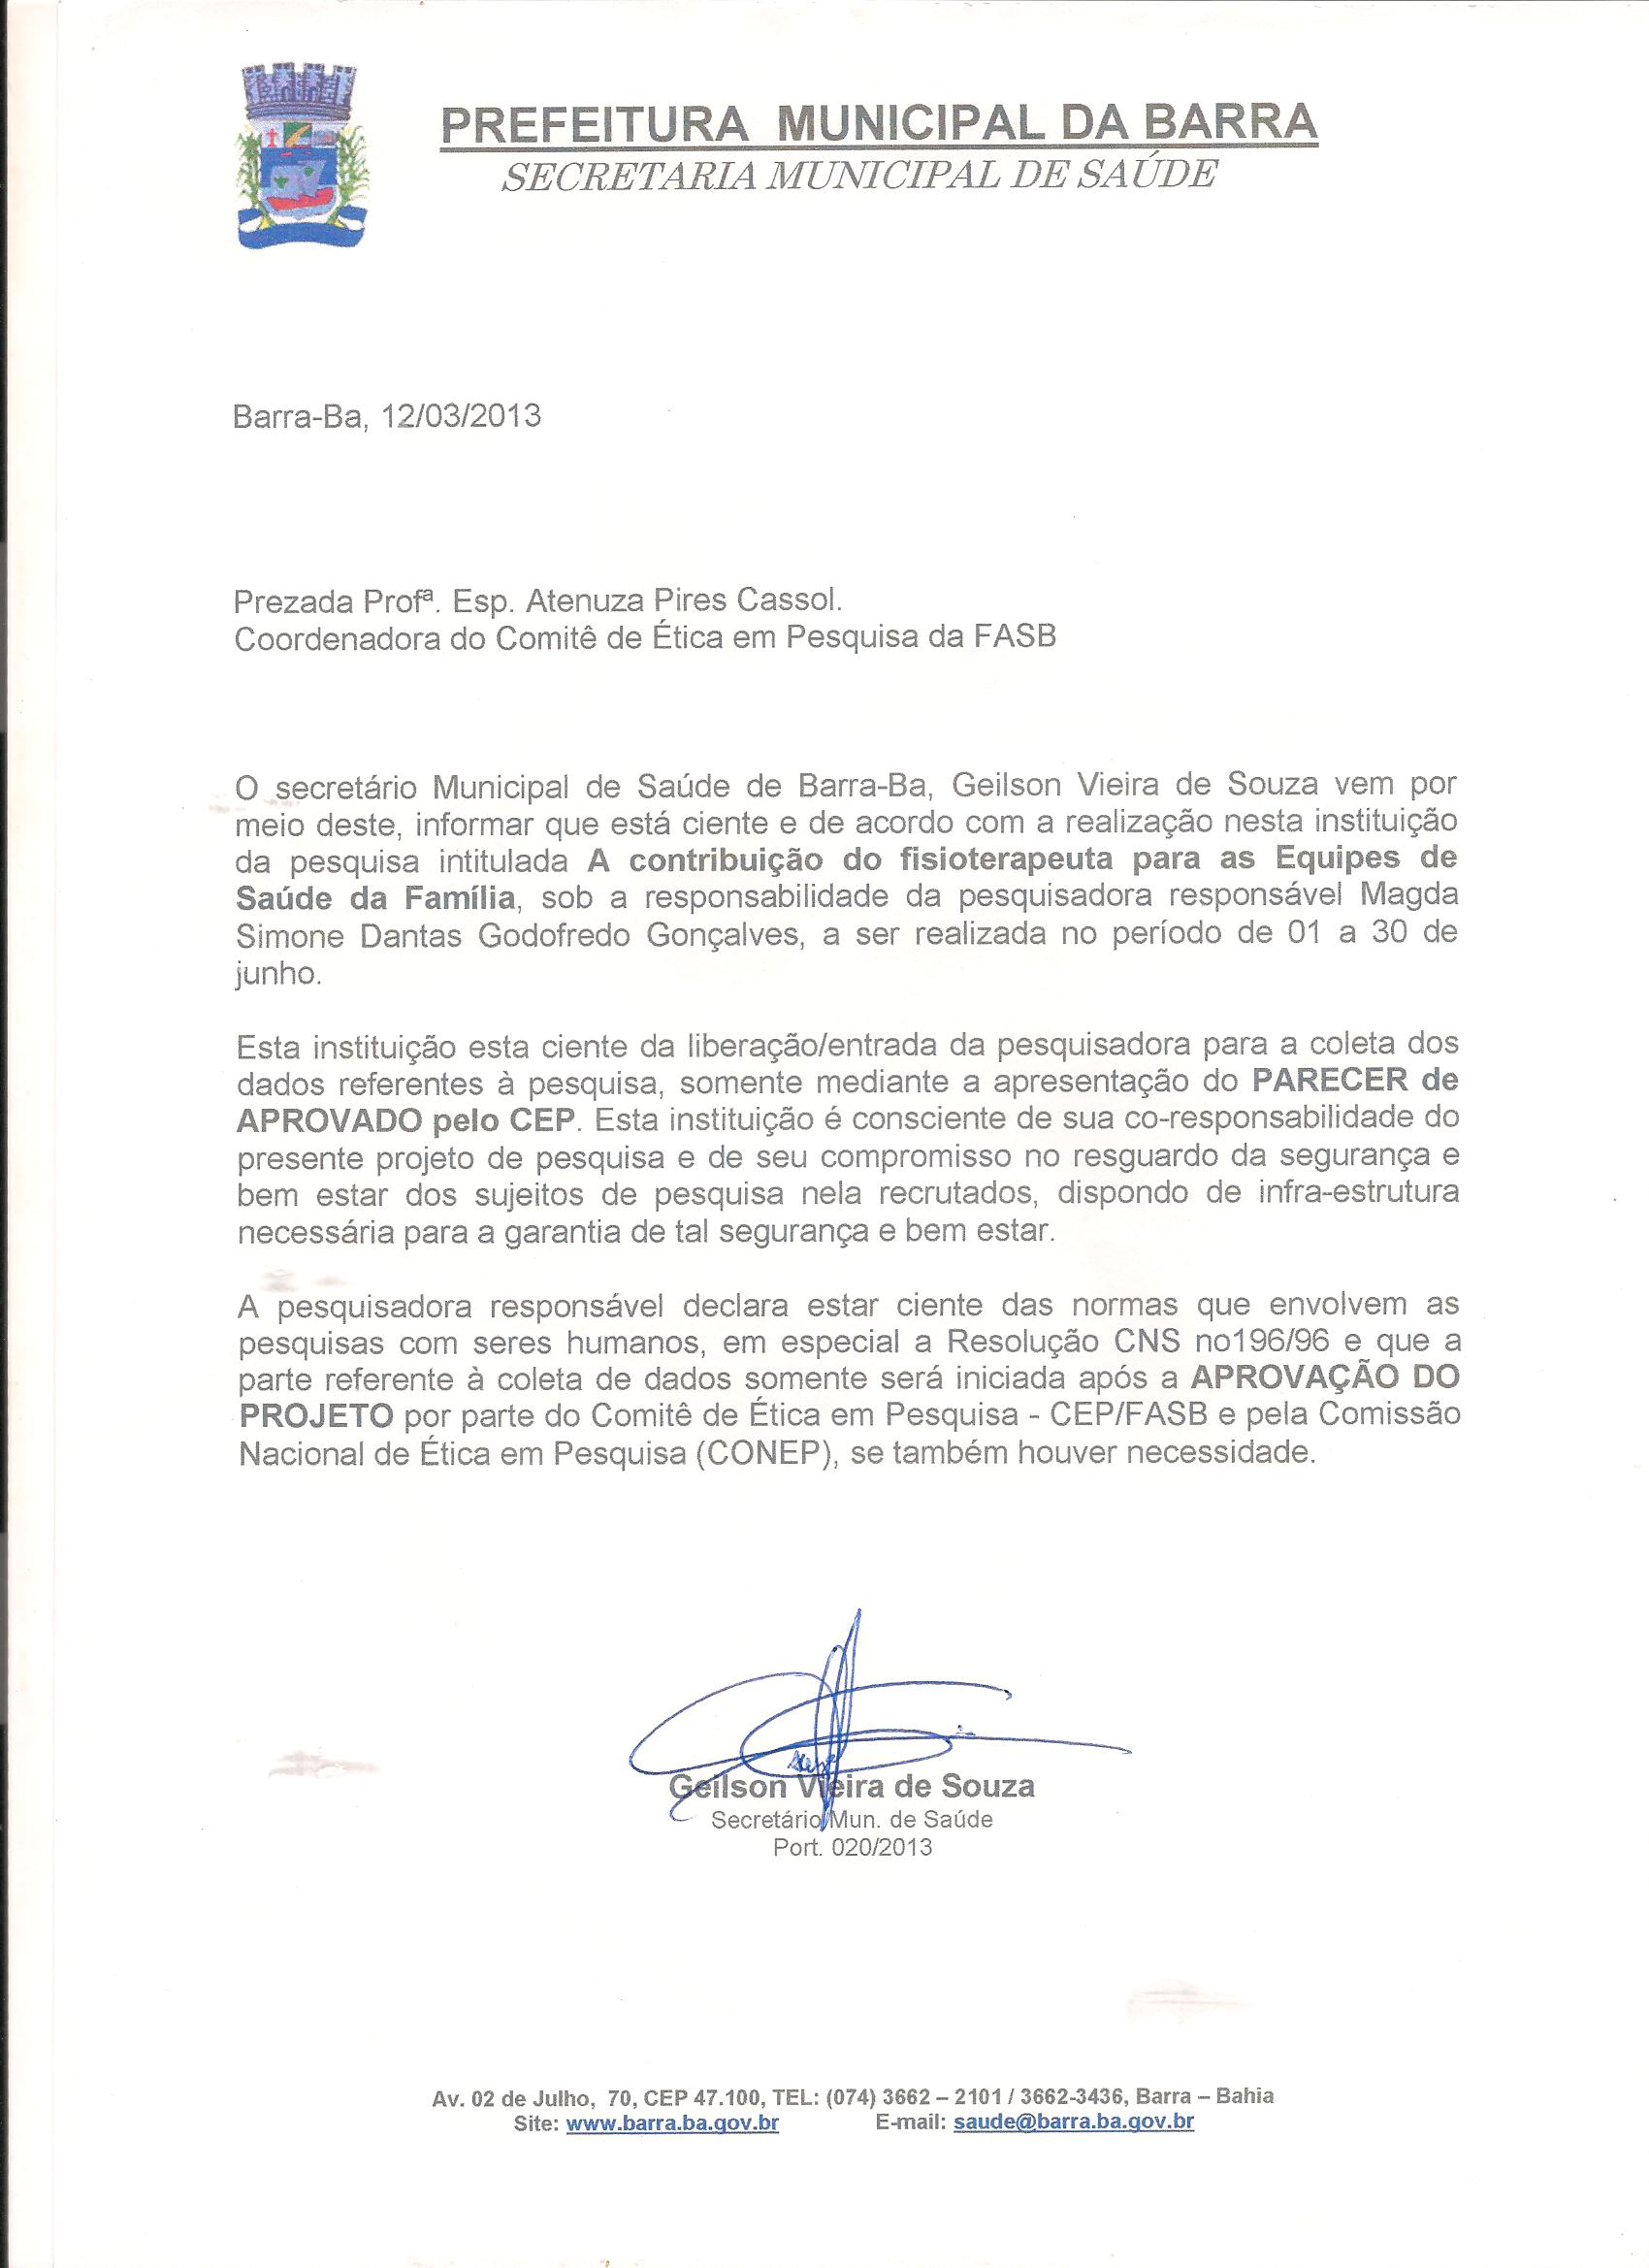 PREFEITURA MUNICIPAL DA BARRA
SECRETARIA MUNICIPAL DE SAÚDE
Barra-Ba, 12/03/2013
Prezada Profª. Esp. Atenuza Pires Cassol.
Coordenadora do Comitê de Ética em Pesquisa da FASB
O secretário Municipal de Saúde de Barra-Ba, Geilson Vieira de Souza vem por
meio deste, informar que está ciente e de acordo com a realização nesta instituição
da pesquisa intitulada A contribuição do fisioterapeuta para as Equipes de
Saúde da Família, sob a responsabilidade da pesquisadora responsável Magda
Simone Dantas Godofredo Gonçalves, a ser realizada no período de 01 a 30 de
junho.
Esta instituição esta ciente da liberação/entrada da pesquisadora para a coleta dos
dados referentes à pesquisa, somente mediante a apresentação do PARECER de
APROVADO pelo CEP. Esta instituição é consciente de sua co-responsabilidade do
presente projeto de pesquisa e de seu compromisso no resguardo da segurança e
bem estar dos sujeitos de pesquisa nela recrutados, dispondo de infra-estrutura
necessária para a garantia de tal segurança e bem estar.
A pesquisadora responsável declara estar ciente das normas que envolvem as
pesquisas com seres humanos, em especial a Resolução CNS no196/96 e que a
parte referente à coleta de dados somente será iniciada após a APROVAÇÃO DO
PROJETO por parte do Comitê de Ética em Pesquisa - CEP/FASB e pela Comissão
Nacional de Ética em Pesquisa (CONEP), se também houver necessidade.
Geilson Vieira de Souza
Secretário Mun. de Saúde
Port. 020/2013
Av. 02 de Julho, 70, CEP 47.100, TEL: (074) 3662 – 2101 / 3662-3436, Barra – Bahia
Site: www.barra.ba.gov.br E-mail: saude@barra.ba.gov.br